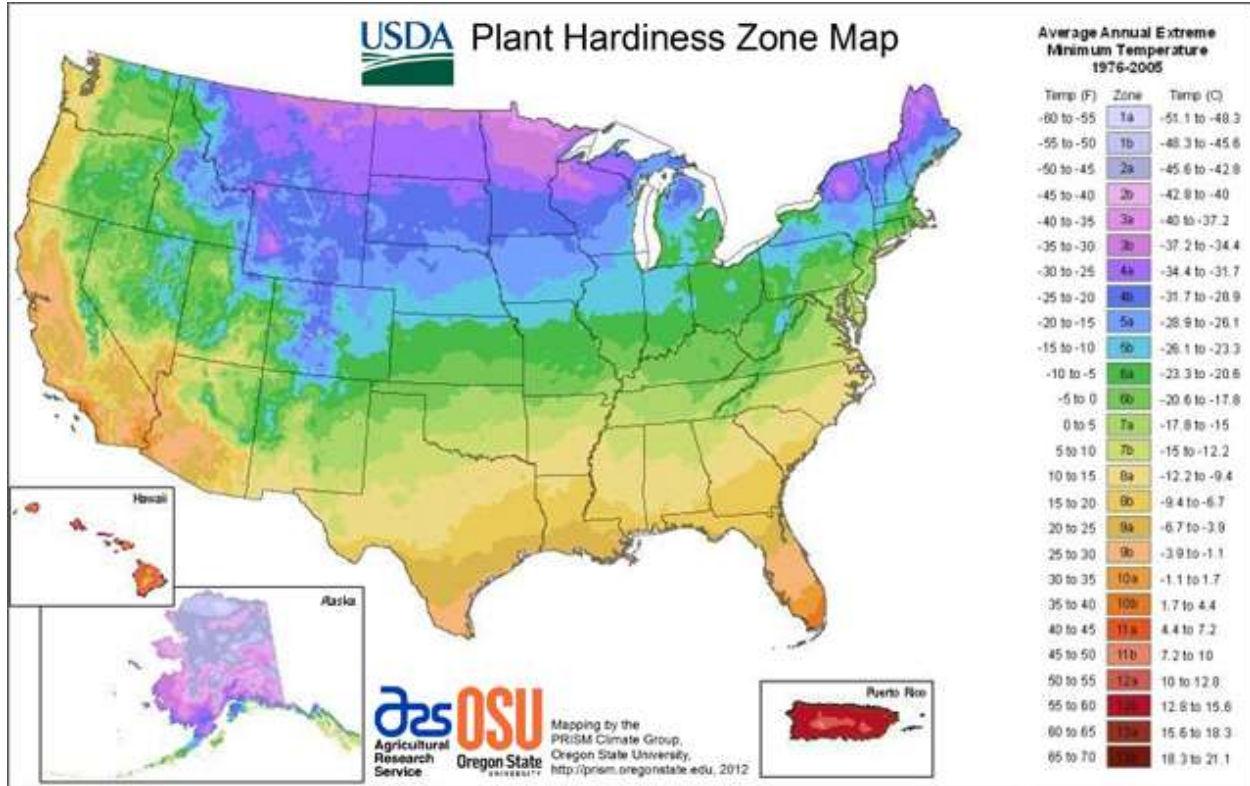 USDA
Plant Hardiness Zone Map
Average Annual Extreme
Minimum Temperature
1976-2005
Temp (F) Zone Temp (C)
-60 to -55 1a -51.1 to -48.3
-55 to -50 1b -48.3 to -45.6
-50 to -45 2a -45.6 to -42.8
-45 to -40 2b -42.8 to -40
-40 to -35 3a -40 to -37.2
-35 to -30 3b -37.2 to -34.4
-30 to -25 4a -34.4 to -31.7
-25 to -20 4b -31.7 to -28.9
-20 to -15 5a -28.9 to -26.1
-15 to -10 5b -26.1 to -23.3
-10 to -5 6a -23.3 to -20.6
-5 to 0 6b -20.6 to -17.8
0 to 5 7a -17.8 to -15
5 to 10 7b -15 to -12.2
10 to 15 8a -12.2 to -9.4
15 to 20 8b -9.4 to -6.7
20 to 25 9a -6.7 to -3.9
25 to 30 9b -3.9 to -1.1
30 to 35 10a -1.1 to 1.7
35 to 40 10b 1.7 to 4.4
40 to 45 11a 4.4 to 7.2
45 to 50 11b 7.2 to 10
50 to 55 12a 10 to 12.8
55 to 60 12.8 to 15.6
60 to 65 13a 15.6 to 18.3
65 to 70 18.3 to 21.1
Hawaii
Alaska
Puerto Rico
ars
Agricultural
Research
Service
OSU
Oregon State
UNIVERSITY
Mapping by the
PRISM Climate Group,
Oregon State University,
http://prism.oregonstate.edu, 2012